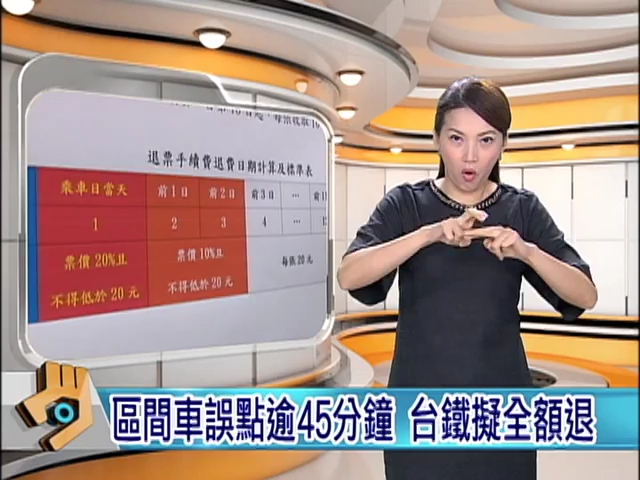 退票手續費退費日期計算及標準表
乘車日當天 前1日 前2日 前3日 …
1 2 3 4 …
票價20%且
不得低於20元
票價10%且
不得低於20元
每張20元
區間車誤點逾45分鐘 台鐵擬全額退